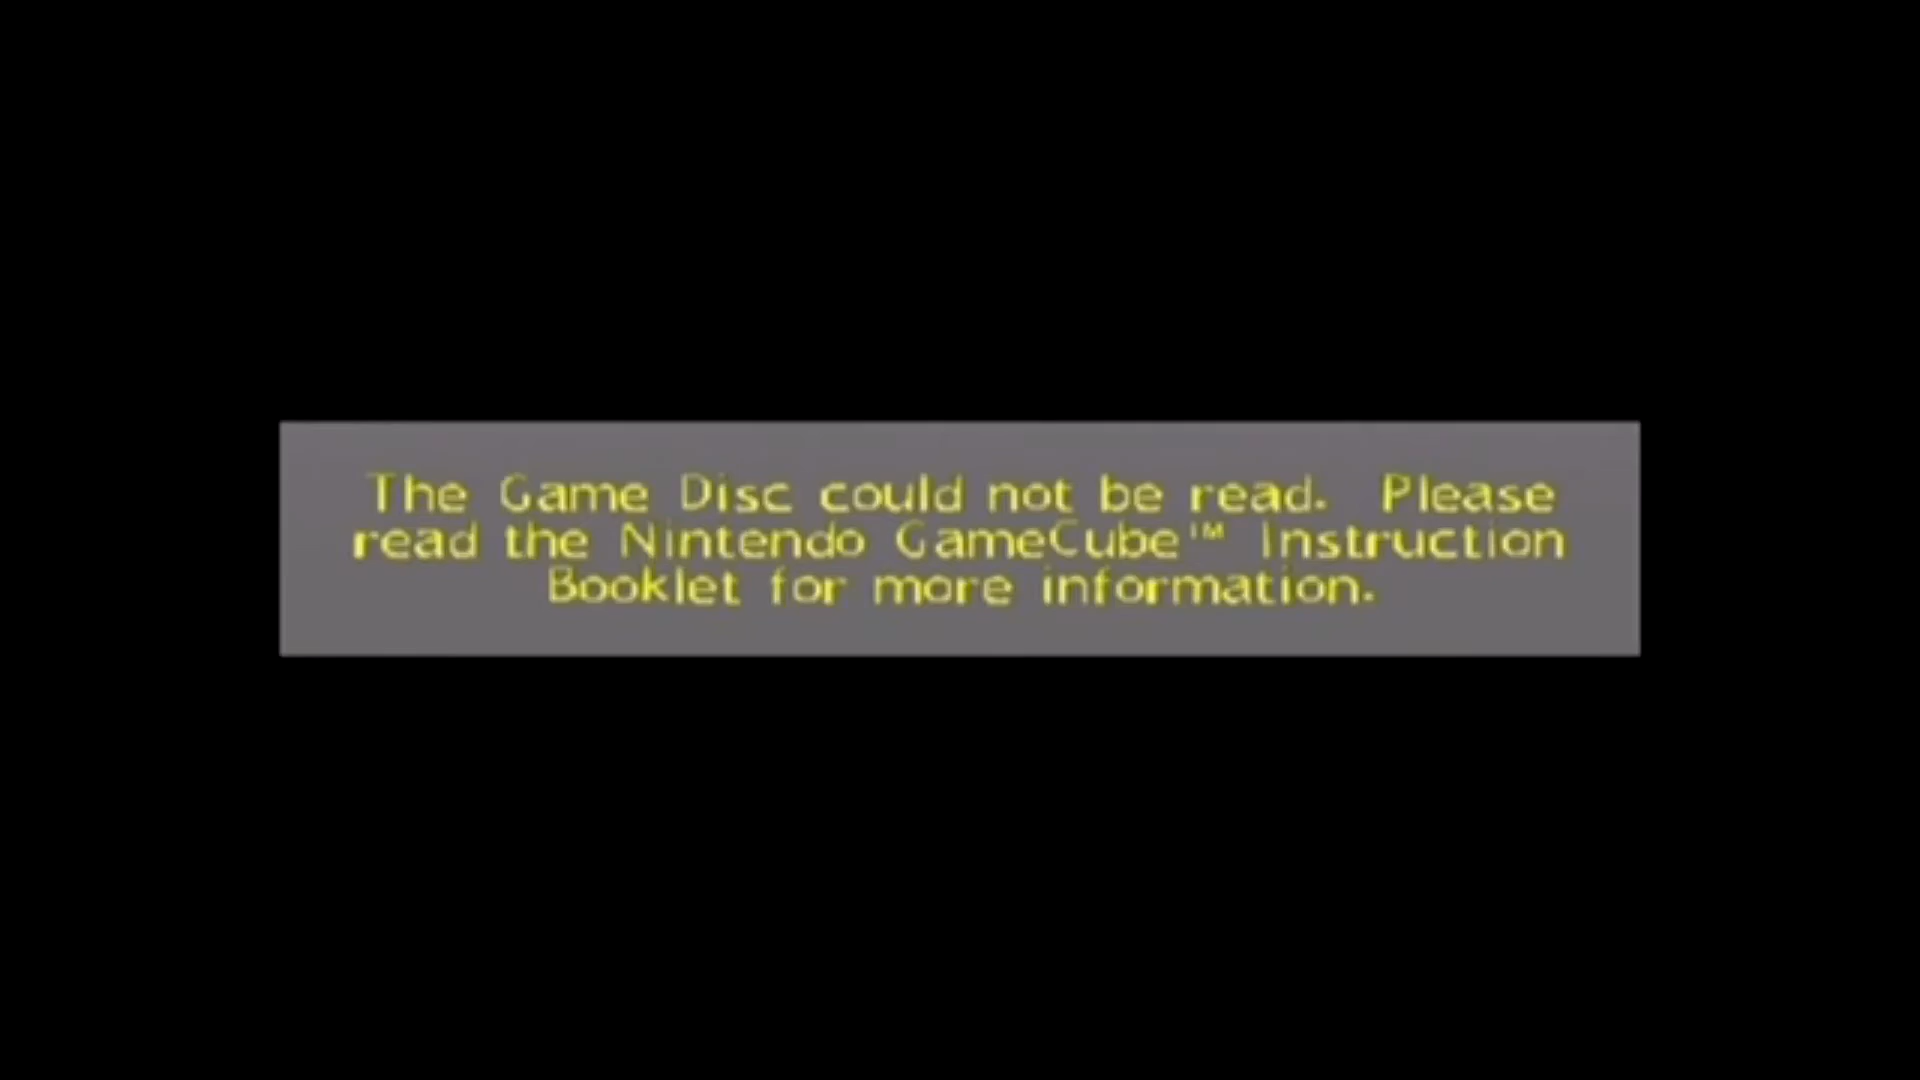 The Game Disc could not be read.  Please
read the Nintendo GameCube™ Instruction
Booklet for more information.